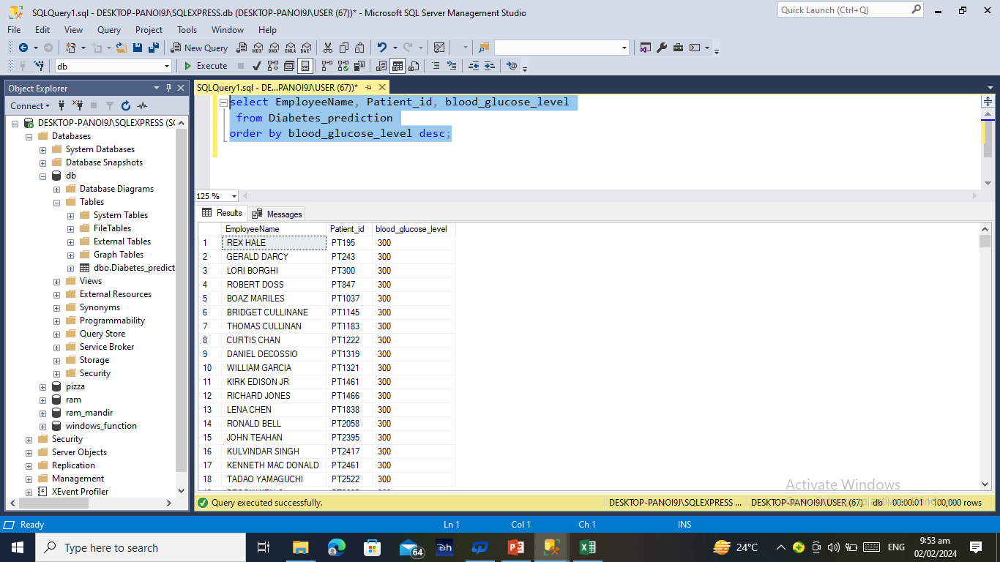 SQLQuery1.sql - DESKTOP-PANOI9J\SQLEXPRESS.db (DESKTOP-PANOI9J\USER (67))* - Microsoft SQL Server Management Studio
Quick Launch (Ctrl+Q)
File Edit View Query Project Tools Window Help
New Query MDX DMX XMLA DAX
db Execute
Object Explorer
Connect
DESKTOP-PANOI9J\SQLEXPRESS (SQ
Databases
System Databases
Database Snapshots
db
Database Diagrams
Tables
System Tables
FileTables
External Tables
Graph Tables
dbo.Diabetes_predict
Views
External Resources
Synonyms
Programmability
Query Store
Service Broker
Storage
Security
pizza
ram
ram_mandir
windows_function
Security
Server Objects
Replication
Management
XEvent Profiler
SQLQuery1.sql - DE...PANOI9J\USER (67))*
select EmployeeName, Patient_id, blood_glucose_level
from Diabetes_prediction
order by blood_glucose_level desc;
125 %
Results Messages
EmployeeName Patient_id blood_glucose_level
1 REX HALE PT195 300
2 GERALD DARCY PT243 300
3 LORI BORGHI PT300 300
4 ROBERT DOSS PT847 300
5 BOAZ MARILES PT1037 300
6 BRIDGET CULLINANE PT1145 300
7 THOMAS CULLINAN PT1183 300
8 CURTIS CHAN PT1222 300
9 DANIEL DECOSSIO PT1319 300
10 WILLIAM GARCIA PT1321 300
11 KIRK EDISON JR PT1461 300
12 RICHARD JONES PT1466 300
13 LENA CHEN PT1838 300
14 RONALD BELL PT2058 300
15 JOHN TEAHAN PT2395 300
16 KULVINDAR SINGH PT2417 300
17 KENNETH MAC DONALD PT2461 300
18 TADAO YAMAGUCHI PT2522 300
Activate Windows
Go to Settings to activate Windows.
Query executed successfully. DESKTOP-PANOI9J\SQLEXPRESS ... DESKTOP-PANOI9J\USER (67) db 00:00:01 100,000 rows
Ready Ln 1 Col 1 Ch 1 INS
Type here to search 64 24°C ENG 9:53 am
02/02/2024